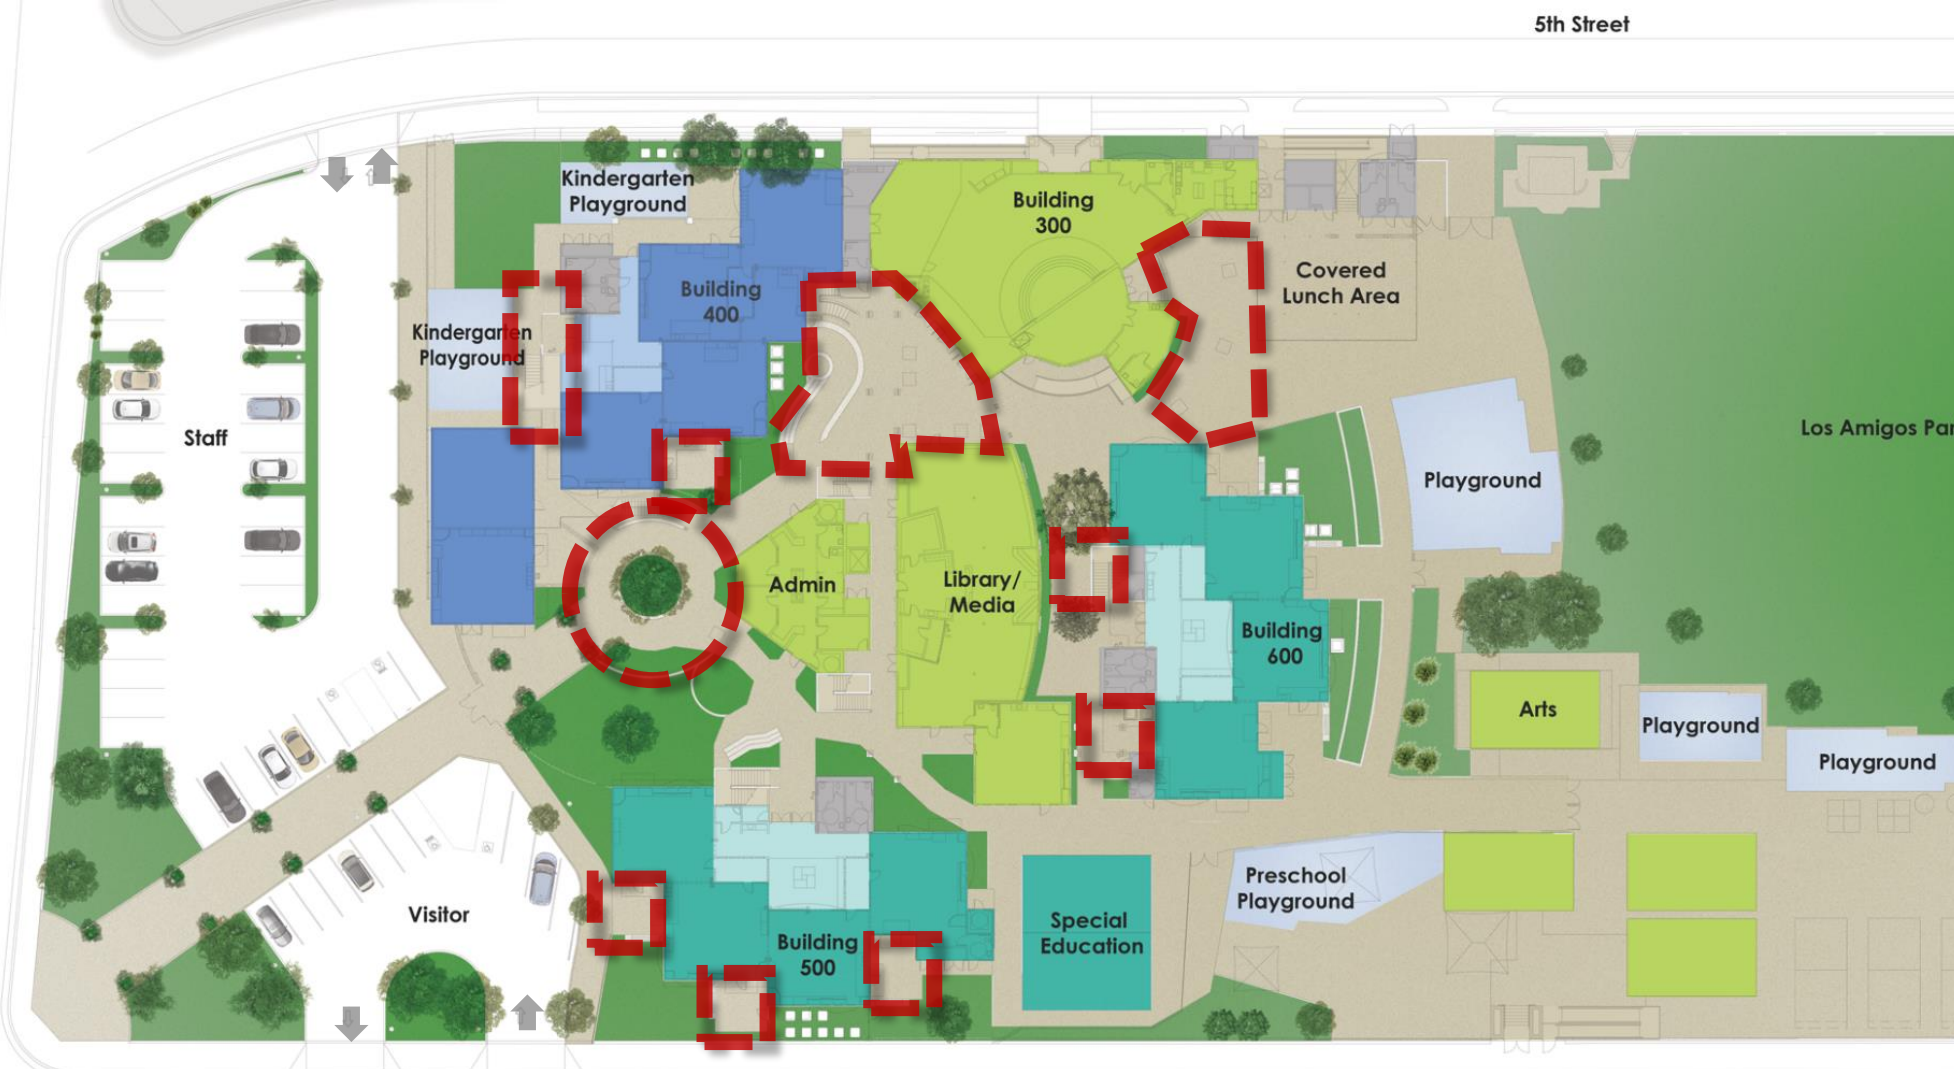 5th Street
Kindergarten
Playground
Building
300
Covered
Lunch Area
Building
400
Kindergarten
Playground
Staff
Los Amigos Par
Playground
Admin
Library/
Media
Building
600
Arts
Playground
Playground
Preschool
Playground
Visitor
Special
Education
Building
500